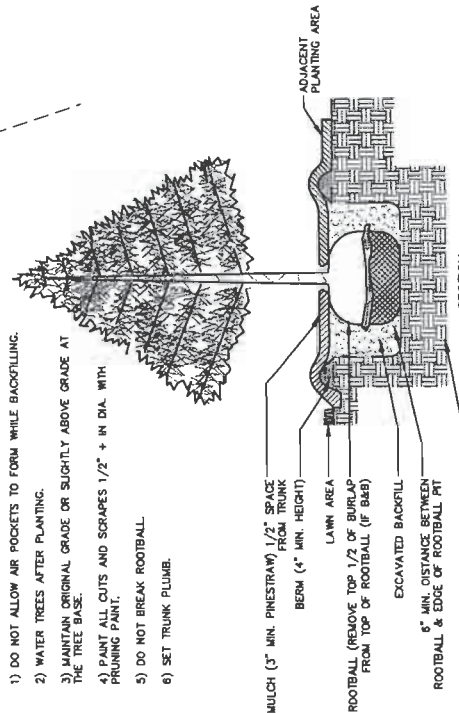 1) DO NOT ALLOW AIR POCKETS TO FORM WHILE BACKFILLING.
2) WATER TREES AFTER PLANTING.
3) MAINTAIN ORIGINAL GRADE OR SLIGHTLY ABOVE GRADE AT
THE TREE BASE.
4) PAINT ALL CUTS AND SCRAPES 1/2" + IN DIA. WITH
PRUNING PAINT.
5) DO NOT BREAK ROOTBALL.
6) SET TRUNK PLUMB.
MULCH (3" MIN. PINESTRAW) 1/2" SPACE
FROM TRUNK
BERM (4" MIN. HEIGHT)
LAWN AREA
ROOTBALL (REMOVE TOP 1/2 OF BURLAP
FROM TOP OF ROOTBALL (IF B&B)
EXCAVATED BACKFILL
6" MIN. DISTANCE BETWEEN
ROOTBALL & EDGE OF ROOTBALL PIT
ADJACENT
PLANTING AREA